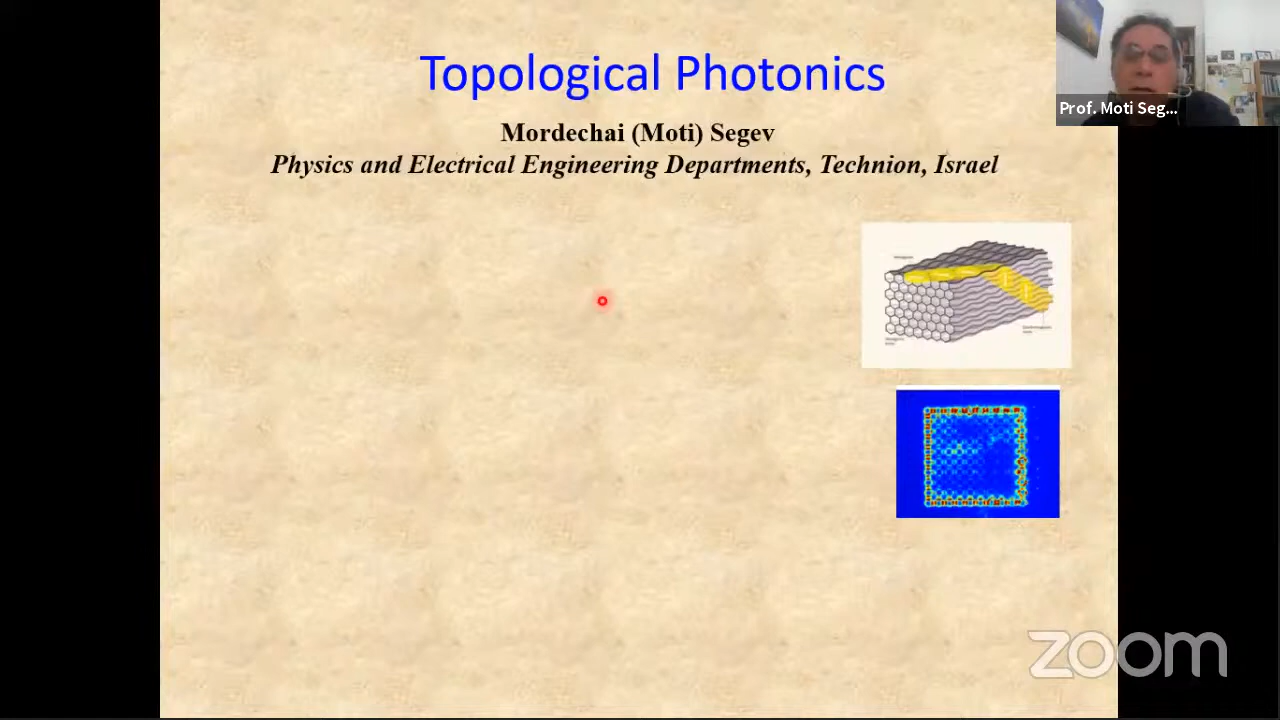 Topological Photonics
Mordechai (Moti) Segev
Physics and Electrical Engineering Departments, Technion, Israel
Prof. Moti Seg...
zoom